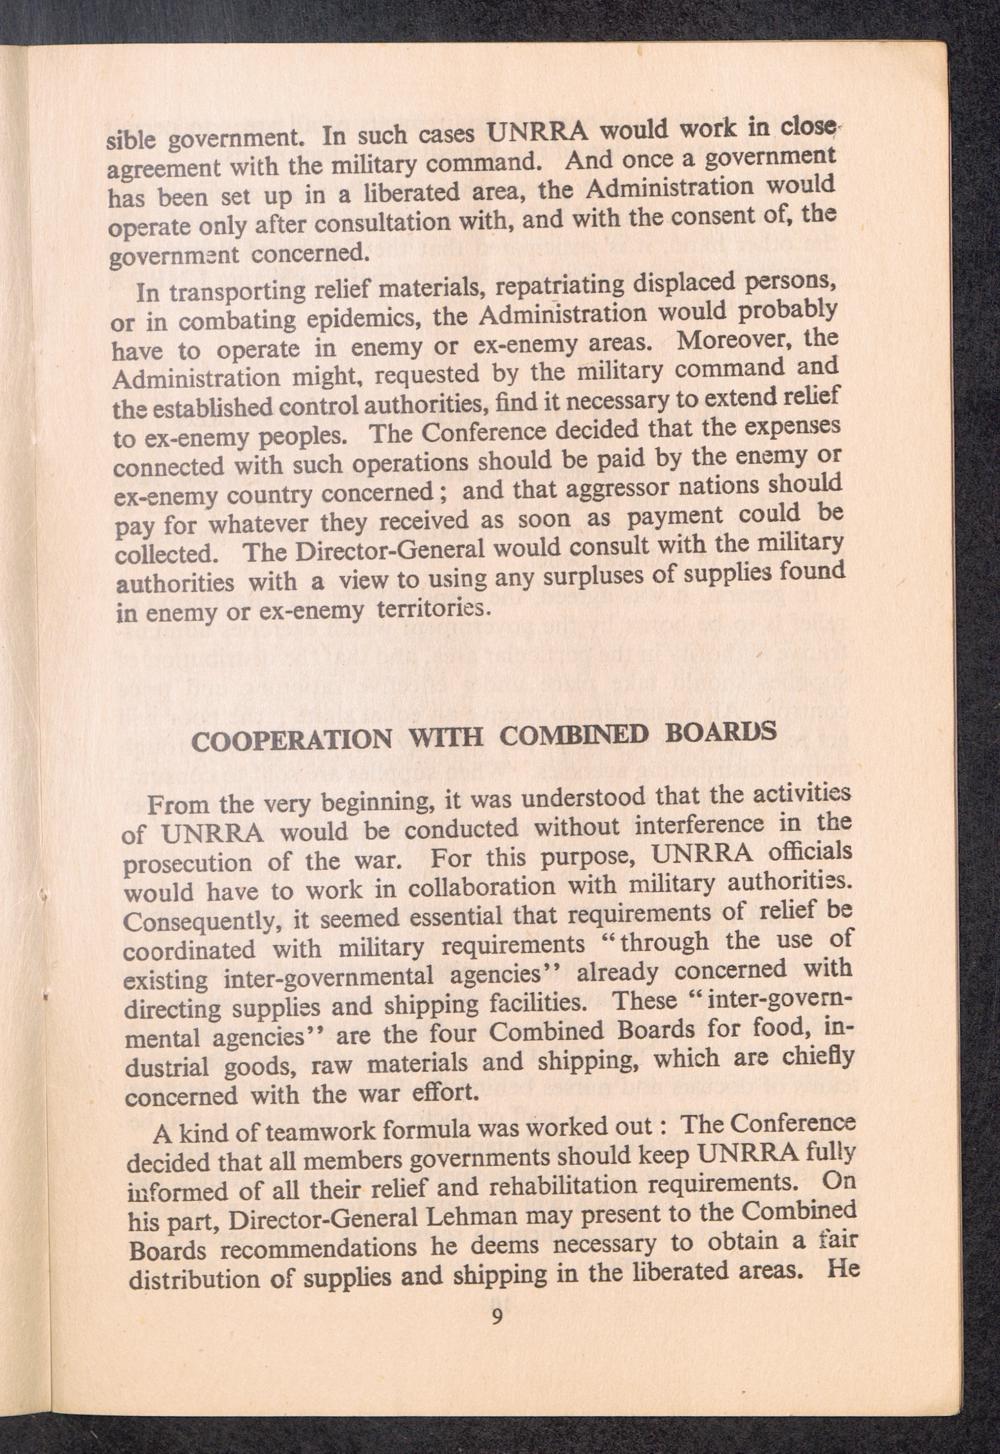 sible government. In such cases UNRRA would work in close
agreement with the military command. And once a government
has been set up in a liberated area, the Administration would
operate only after consultation with, and with the consent of, the
government concerned.
In transporting relief materials, repatriating displaced persons,
or in combating epidemics, the Administration would probably
have to operate in enemy or ex-enemy areas. Moreover, the
Administration might, requested by the military command and
the established control authorities, find it necessary to extend relief
to ex-enemy peoples. The Conference decided that the expenses
connected with such operations should be paid by the enemy or
ex-enemy country concerned ; and that aggressor nations should
pay for whatever they received as soon as payment could be
collected. The Director-General would consult with the military
authorities with a view to using any surpluses of supplies found
in enemy or ex-enemy territories.
COOPERATION WITH COMBINED BOARDS
From the very beginning, it was understood that the activities
of UNRRA would be conducted without interference in the
prosecution of the war. For this purpose, UNRRA officials
would have to work in collaboration with military authorities.
Consequently, it seemed essential that requirements of relief be
coordinated with military requirements “through the use of
existing inter-governmental agencies’’ already concerned with
directing supplies and shipping facilities. These “inter-govern-
mental agencies’’ are the four Combined Boards for food, in-
dustrial goods, raw materials and shipping, which are chiefly
concerned with the war effort.
A kind of teamwork formula was worked out : The Conference
decided that all members governments should keep UNRRA fully
informed of all their relief and rehabilitation requirements. On
his part, Director-General Lehman may present to the Combined
Boards recommendations he deems necessary to obtain a fair
distribution of supplies and shipping in the liberated areas. He
9